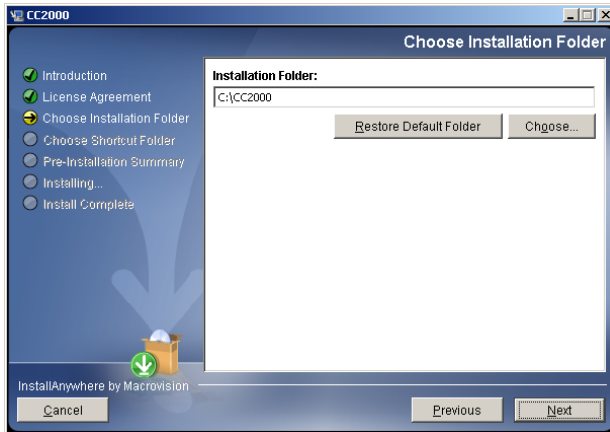 CC2000
Choose Installation Folder
Introduction
License Agreement
Choose Installation Folder
Choose Shortcut Folder
Pre-Installation Summary
Installing...
Install Complete
Installation Folder:
C:\CC2000
Restore Default Folder
Choose...
InstallAnywhere by Macrovision
Cancel
Previous
Next